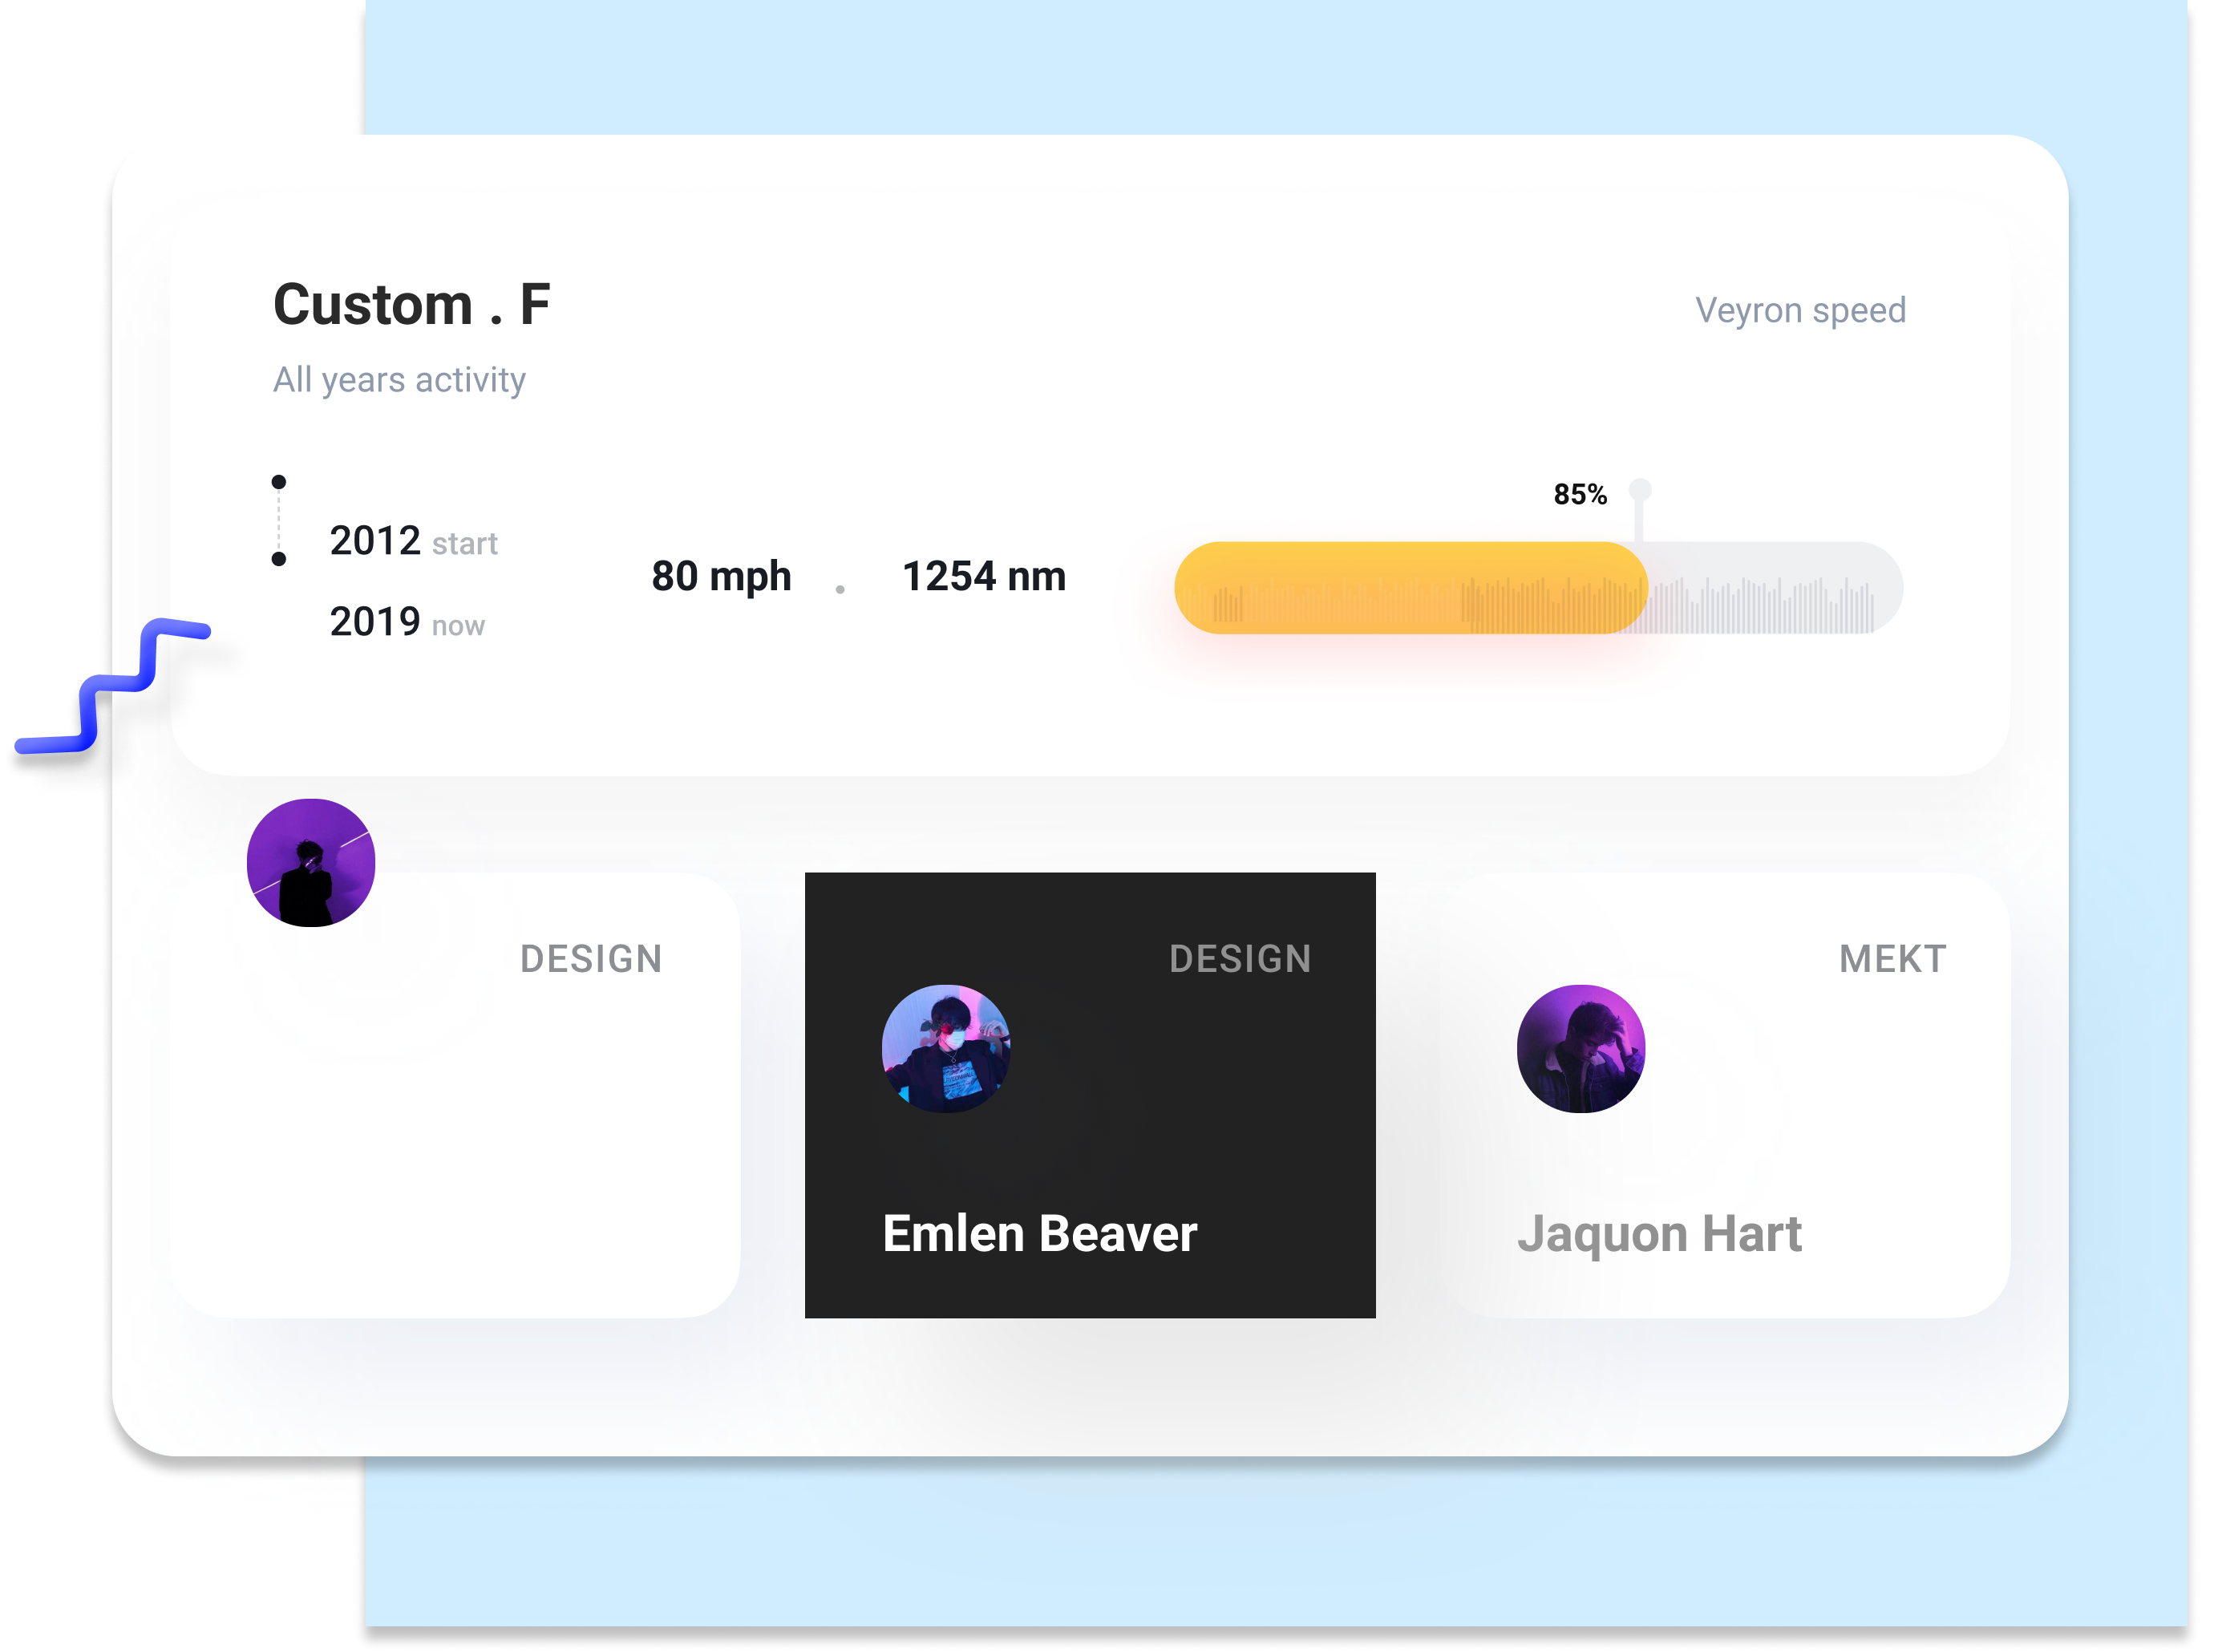 Custom . F
Veyron speed
All years activity
85%
2012 start
80 mph . 1254 nm
2019 now
DESIGN
DESIGN
MEKT
Emlen Beaver
Jaquon Hart